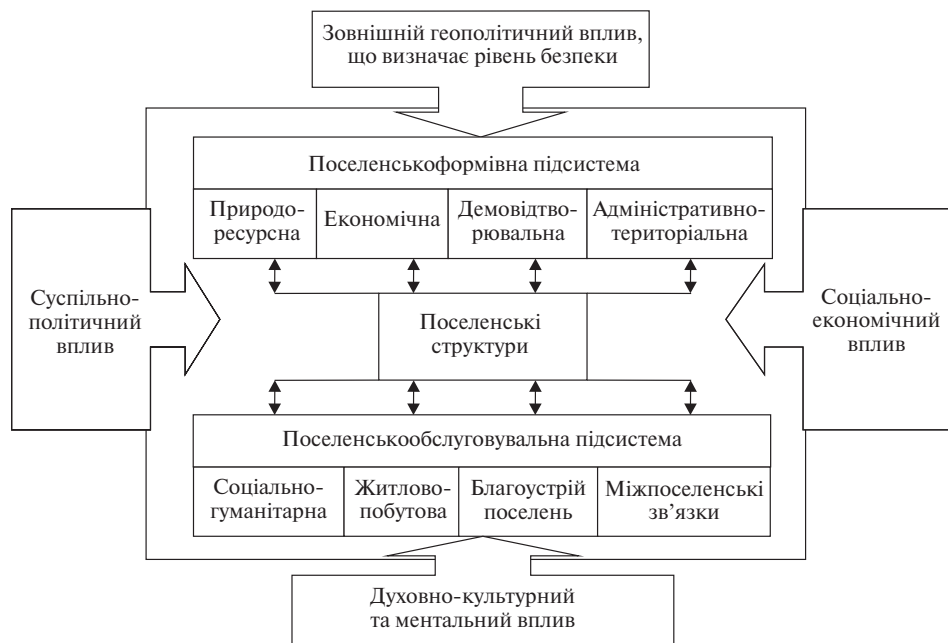 Зовнішній геополітичний вплив,
що визначає рівень безпеки
Поселенськоформівна підсистема
Природо-
ресурсна
Економічна
Демовідтво-
рювальна
Адміністративно-
територіальна
Суспільно-
політичний
вплив
Поселенські
структури
Соціально-
економічний
вплив
Поселенськообслуговувальна підсистема
Соціально-
гуманітарна
Житлово-
побутова
Благоустрій
поселень
Міжпоселенські
зв’язки
Духовно-культурний
та ментальний вплив